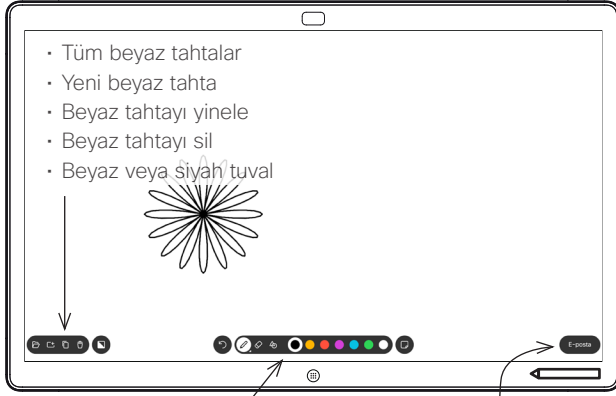 • Tüm beyaz tahtalar
• Yeni beyaz tahta
• Beyaz tahtayı yinele
• Beyaz tahtayı sil
• Beyaz veya siyah tuval
E-posta